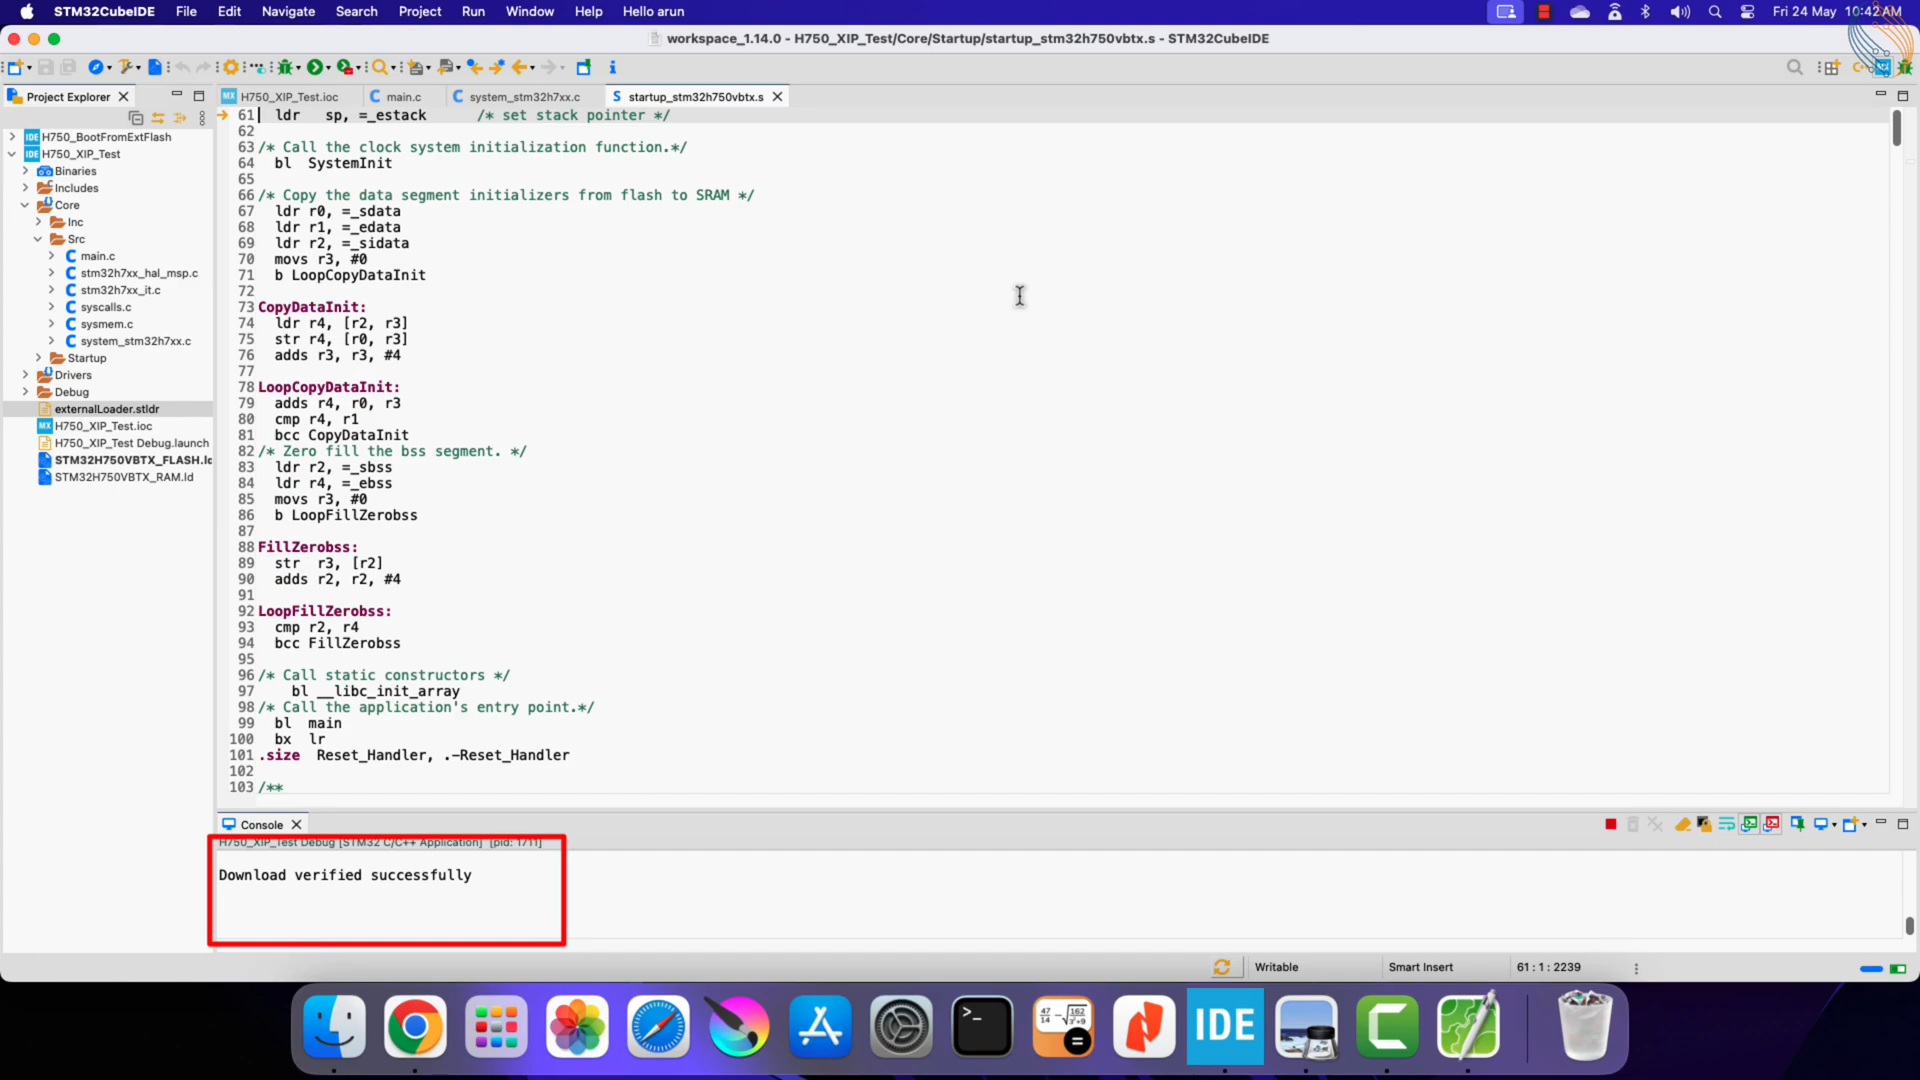 STM32CubeIDE File Edit Navigate Search Project Run Window Help Hello arun Fri 24 May 10:42AM
workspace_1.14.0 - H750_XIP_Test/Core/Startup/startup_stm32h750vbtx.s - STM32CubeIDE
Project Explorer
H750_BootFromExtFlash
H750_XIP_Test
Binaries
Includes
Core
Inc
Src
main.c
stm32h7xx_hal_msp.c
stm32h7xx_it.c
syscalls.c
sysmem.c
system_stm32h7xx.c
Startup
Drivers
Debug
externalLoader.stldr
H750_XIP_Test.ioc
H750_XIP_Test Debug.launch
STM32H750VBTX_FLASH.ld
STM32H750VBTX_RAM.ld
H750_XIP_Test.ioc main.c system_stm32h7xx.c startup_stm32h750vbtx.s
61 ldr sp, =_estack /* set stack pointer */
62
63 /* Call the clock system initialization function.*/
64 bl SystemInit
65
66 /* Copy the data segment initializers from flash to SRAM */
67 ldr r0, =_sdata
68 ldr r1, =_edata
69 ldr r2, =_sidata
70 movs r3, #0
71 b LoopCopyDataInit
72
73 CopyDataInit:
74 ldr r4, [r2, r3]
75 str r4, [r0, r3]
76 adds r3, r3, #4
77
78 LoopCopyDataInit:
79 adds r4, r0, r3
80 cmp r4, r1
81 bcc CopyDataInit
82 /* Zero fill the bss segment. */
83 ldr r2, =_sbss
84 ldr r4, =_ebss
85 movs r3, #0
86 b LoopFillZerobss
87
88 FillZerobss:
89 str r3, [r2]
90 adds r2, r2, #4
91
92 LoopFillZerobss:
93 cmp r2, r4
94 bcc FillZerobss
95
96 /* Call static constructors */
97 bl __libc_init_array
98 /* Call the application's entry point.*/
99 bl main
100 bx lr
101 .size Reset_Handler, .-Reset_Handler
102
103 /**
Console
H750_XIP_Test Debug [STM32 C/C++ Application] [pid: 1711]
Download verified successfully
Writable Smart Insert 61 : 1 : 2239
IDE